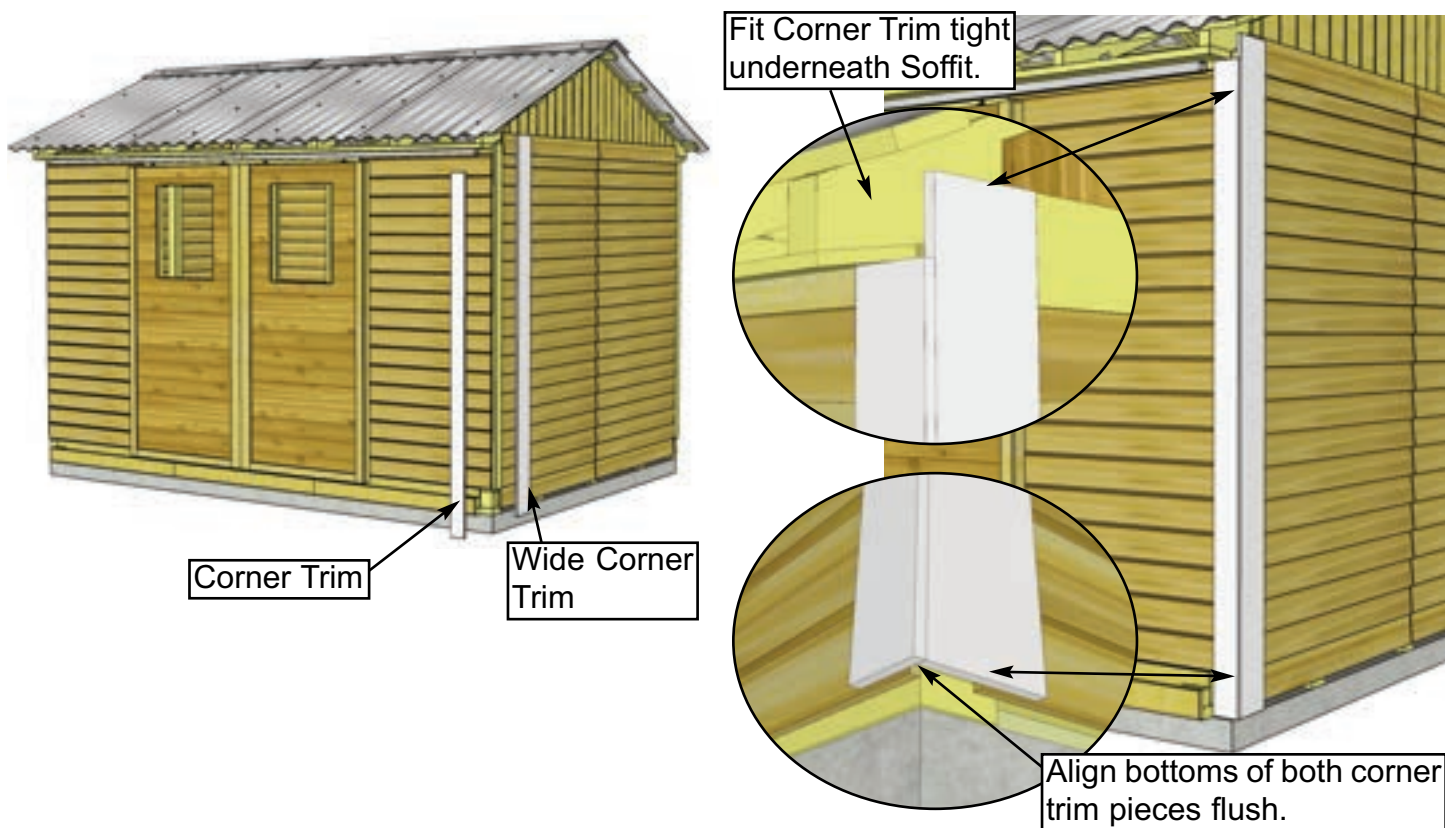 Fit Corner Trim tight
underneath Soffit.
Corner Trim
Wide Corner
Trim
Align bottoms of both corner
trim pieces flush.